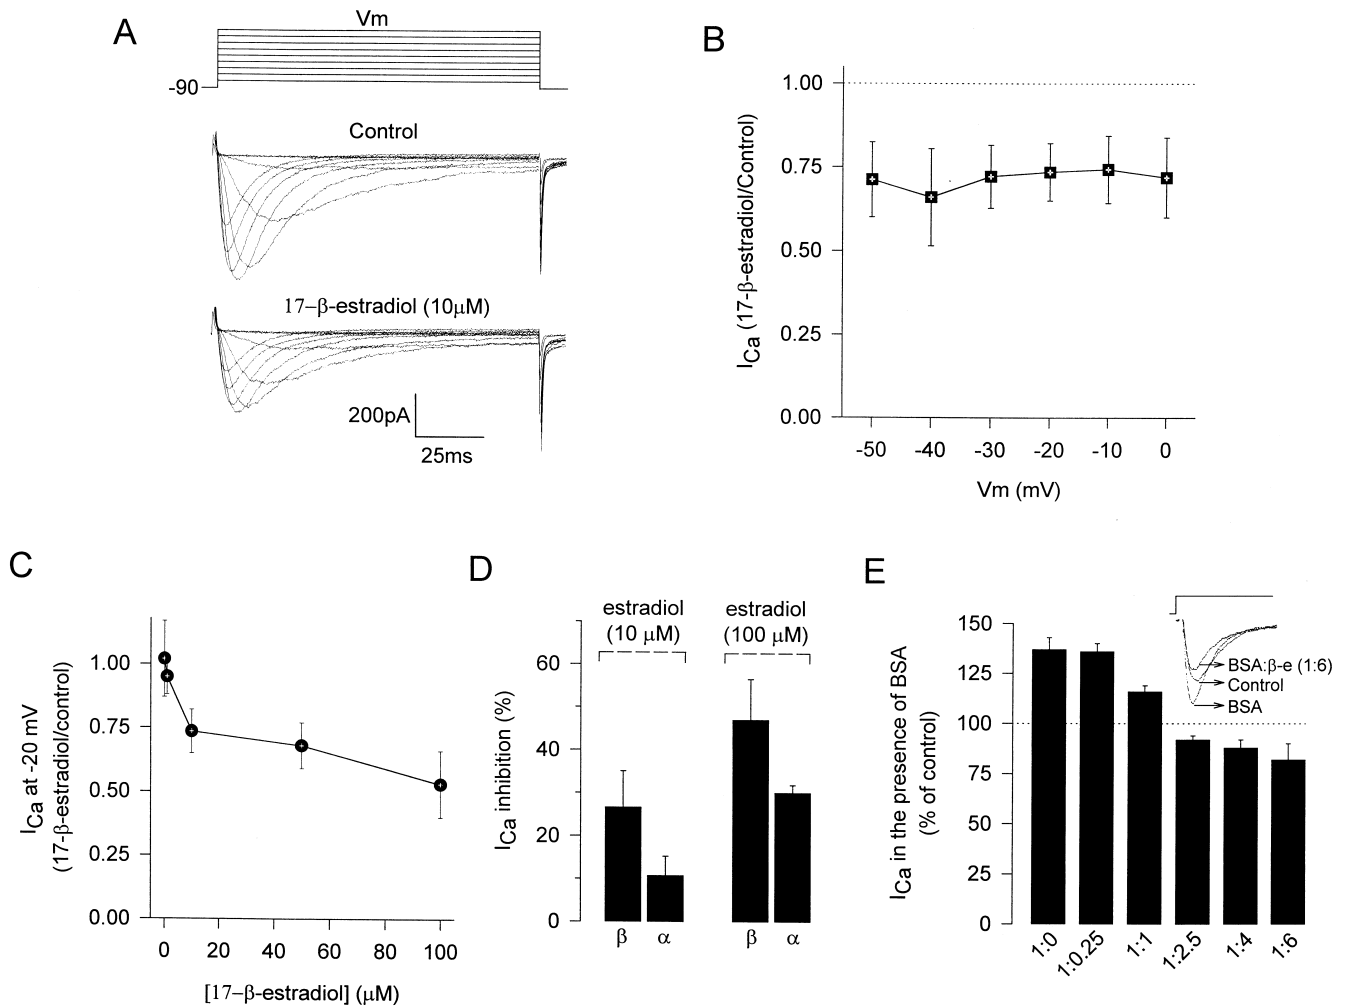 A
Vm
-90
Control
17–β-estradiol (10μM)
200pA
25ms
B
1.00
0.75
0.50
0.25
0.00
ICa (17-β-estradiol/Control)
-50 -40 -30 -20 -10 0
Vm (mV)
C
1.00
0.75
0.50
0.25
0.00
ICa at -20 mV
(17-β-estradiol/control)
0 20 40 60 80 100
[17–β-estradiol] (μM)
D
estradiol
(10 μM)
estradiol
(100 μM)
60
40
20
0
ICa inhibition (%)
β α β α
E
150
125
100
75
50
25
0
ICa in the presence of BSA
(% of control)
BSA:β-e (1:6)
Control
BSA
1:0 1:0.25 1:1 1:2.5 1:4 1:6